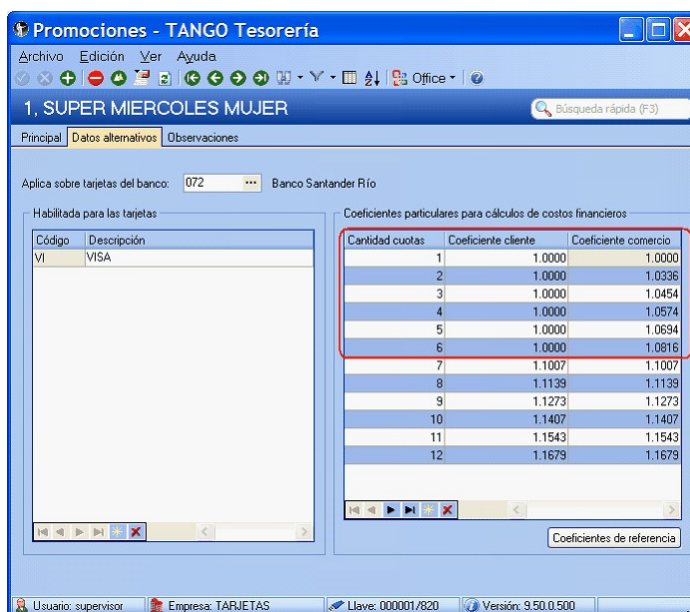 Promociones - TANGO Tesorería
Archivo Edición Ver Ayuda
Office
1, SUPER MIERCOLES MUJER
Búsqueda rápida (F3)
Principal Datos alternativos Observaciones
Aplica sobre tarjetas del banco: 072 ... Banco Santander Río
Habilitada para las tarjetas
Código Descripción
VI VISA
Coeficientes particulares para cálculos de costos financieros
Cantidad cuotas Coeficiente cliente Coeficiente comercio
1 1.0000 1.0000
2 1.0000 1.0336
3 1.0000 1.0454
4 1.0000 1.0574
5 1.0000 1.0694
6 1.0000 1.0816
7 1.1007 1.1007
8 1.1139 1.1139
9 1.1273 1.1273
10 1.1407 1.1407
11 1.1543 1.1543
12 1.1679 1.1679
Coeficientes de referencia
Usuario: supervisor Empresa: TARJETAS Llave: 000001/820 Versión: 9.50.0.500